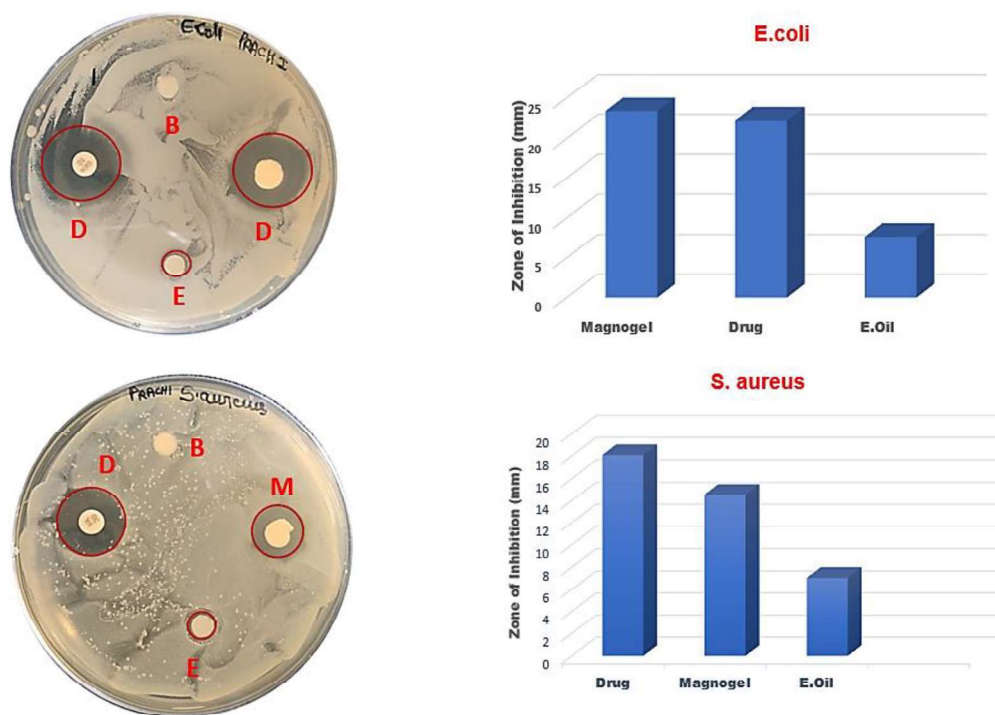 E.coli PRACHI
B
D
D
E
E.coli
Zone of Inhibition (mm)
25
20
15
10
5
0
Magnogel Drug E.Oil
PRACHI S.aureus
B
D
M
E
S. aureus
Zone of Inhibition (mm)
20
18
16
14
12
10
8
6
4
2
0
Drug Magnogel E.Oil